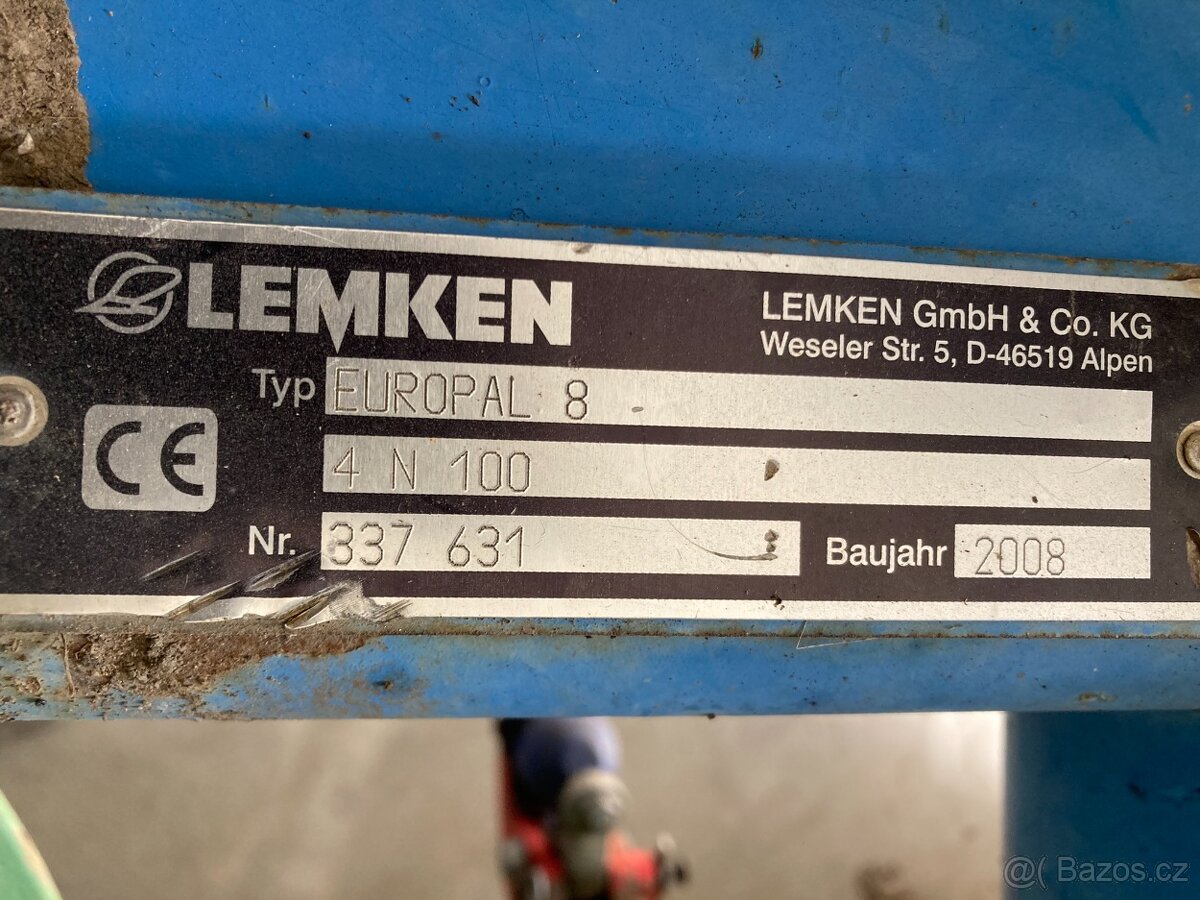 LEMKEN
LEMKEN GmbH & Co. KG
Weseler Str. 5, D-46519 Alpen
Typ EUROPAL 8
4 N 100
CE
Nr. 337 631 Baujahr 2008
@( Bazos.cz